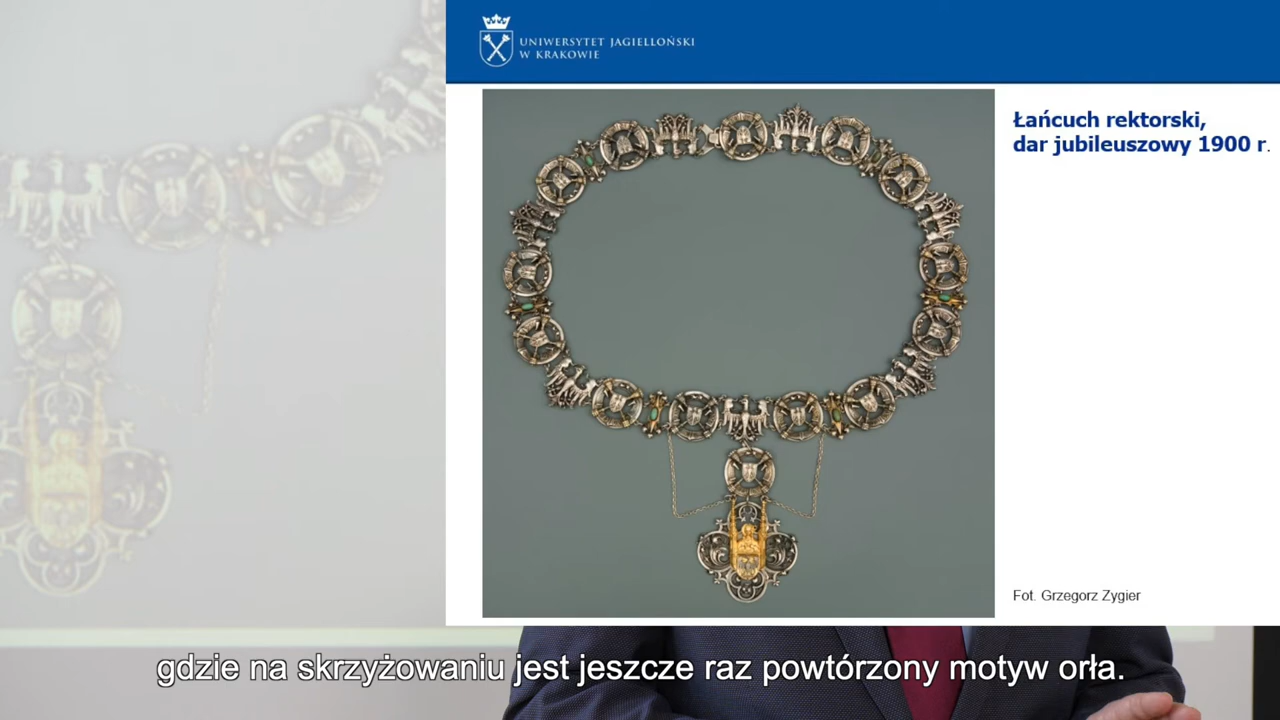 UNIWERSYTET JAGIELLOŃSKI
W KRAKOWIE
Łańcuch rektorski,
dar jubileuszowy 1900 r.
Fot. Grzegorz Zygier
gdzie na skrzyżowaniu jest jeszcze raz powtórzony motyw orła.